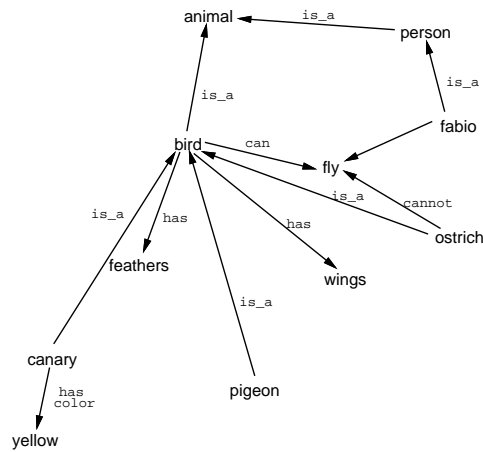 animal
is_a
person
is_a
is_a
fabio
bird
can
fly
is_a
cannot
is_a
has
has
ostrich
feathers
wings
is_a
canary
has
color
pigeon
yellow